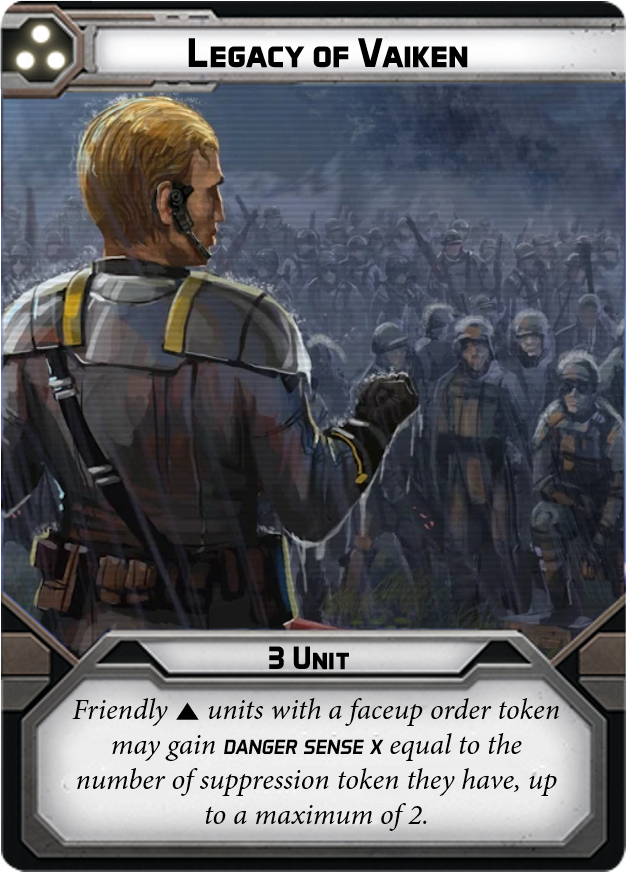 Legacy of Vaiken
3 Unit
Friendly ▲ units with a faceup order token
may gain DANGER SENSE X equal to the
number of suppression token they have, up
to a maximum of 2.